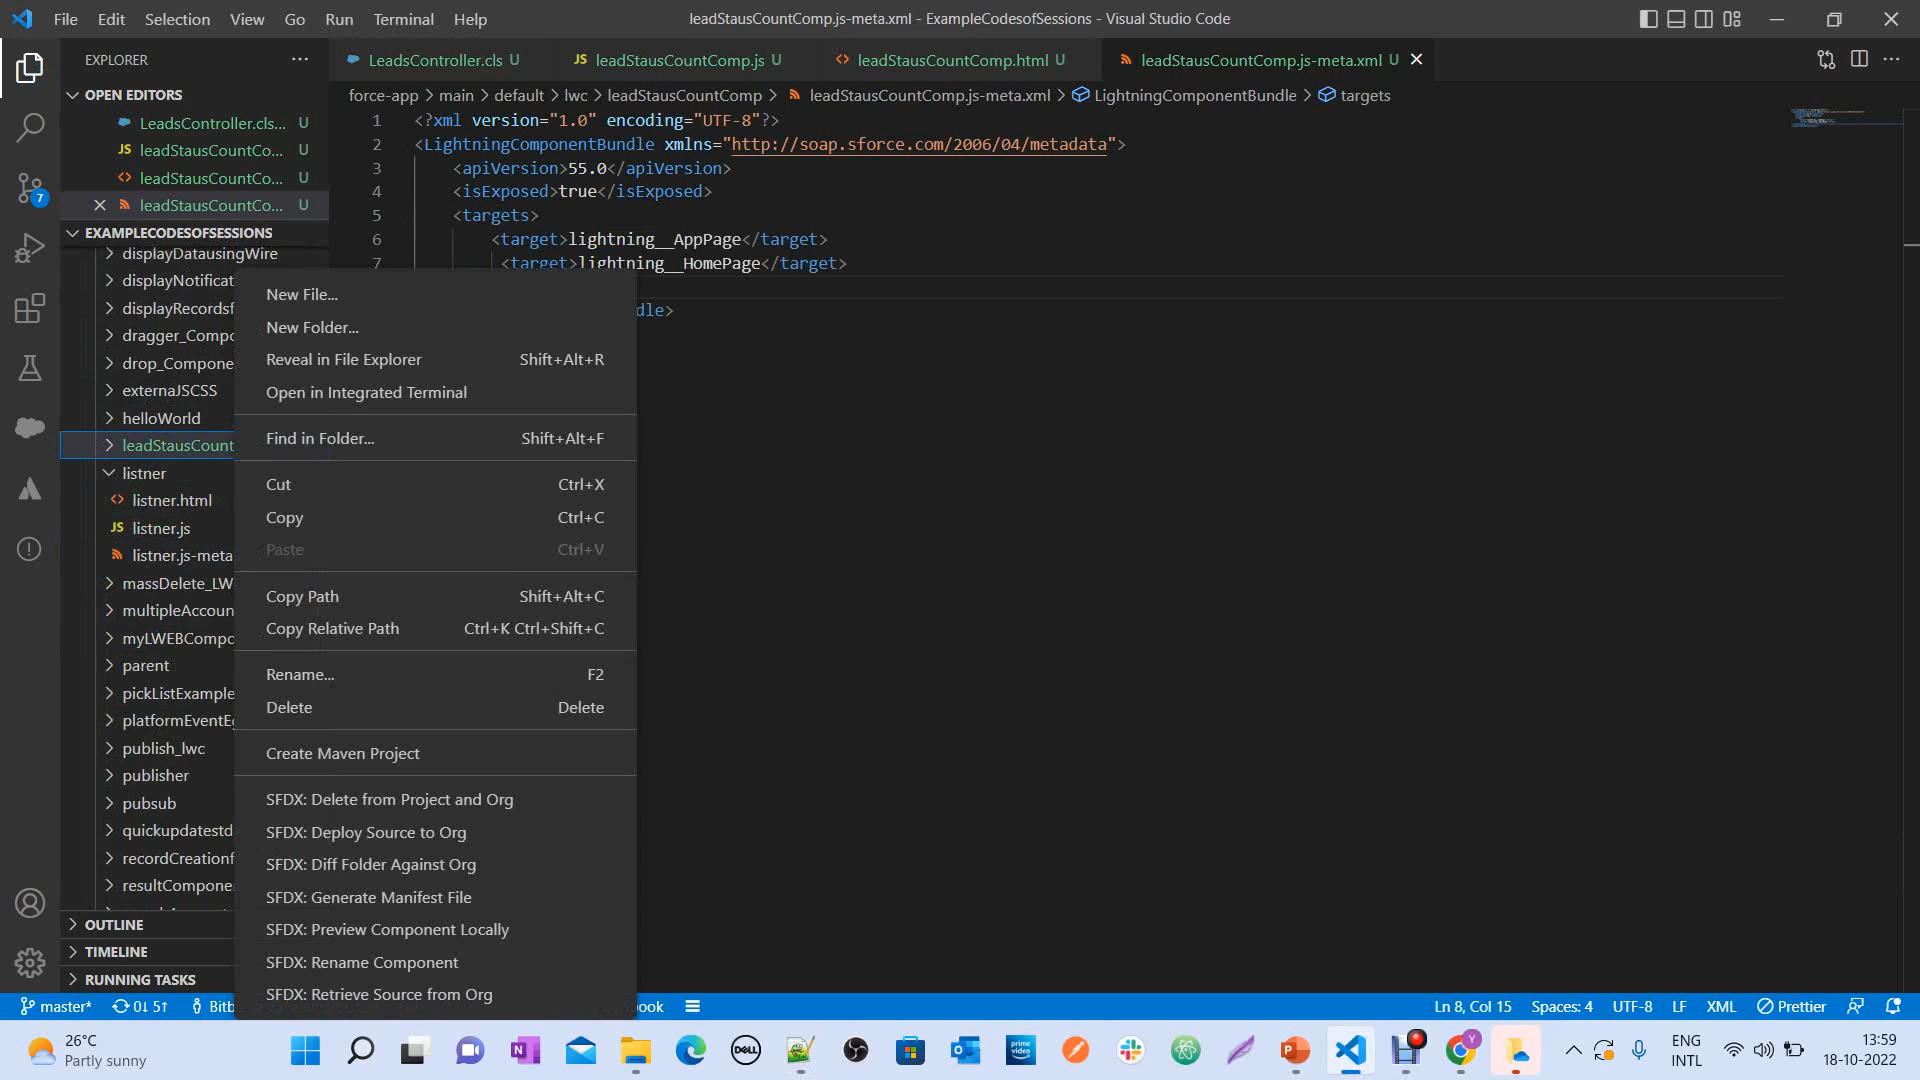 File Edit Selection View Go Run Terminal Help
leadStausCountComp.js-meta.xml - ExampleCodesofSessions - Visual Studio Code
EXPLORER
LeadsController.cls U
JS leadStausCountComp.js U
leadStausCountComp.html U
leadStausCountComp.js-meta.xml U
OPEN EDITORS
LeadsController.cls... U
JS leadStausCountCo... U
leadStausCountCo... U
leadStausCountCo... U
7
EXAMPLECODESOFSESSIONS
displayDatausingWire
displayNotificat
displayRecordsf
dragger_Compo
drop_Compone
externaJSCSS
helloWorld
leadStausCount
listner
listner.html
JS listner.js
listner.js-meta
massDelete_LW
multipleAccoun
myLWEBCompo
parent
pickListExample
platformEventE
publish_lwc
publisher
pubsub
quickupdatestd
recordCreationf
resultCompone
OUTLINE
TIMELINE
RUNNING TASKS
force-app > main > default > lwc > leadStausCountComp > leadStausCountComp.js-meta.xml > LightningComponentBundle > targets
1 <?xml version="1.0" encoding="UTF-8"?>
2 <LightningComponentBundle xmlns="http://soap.sforce.com/2006/04/metadata">
3 <apiVersion>55.0</apiVersion>
4 <isExposed>true</isExposed>
5 <targets>
6 <target>lightning__AppPage</target>
7 <target>lightning__HomePage</target>
dle>
New File...
New Folder...
Reveal in File Explorer Shift+Alt+R
Open in Integrated Terminal
Find in Folder... Shift+Alt+F
Cut Ctrl+X
Copy Ctrl+C
Paste Ctrl+V
Copy Path Shift+Alt+C
Copy Relative Path Ctrl+K Ctrl+Shift+C
Rename... F2
Delete Delete
Create Maven Project
SFDX: Delete from Project and Org
SFDX: Deploy Source to Org
SFDX: Diff Folder Against Org
SFDX: Generate Manifest File
SFDX: Preview Component Locally
SFDX: Rename Component
SFDX: Retrieve Source from Org
master* 0↓ 5↑ Bitb
ook
Ln 8, Col 15 Spaces: 4 UTF-8 LF XML Prettier
26°C
Partly sunny
N
DELL
prime video
P
Y
ENG
INTL
13:59
18-10-2022